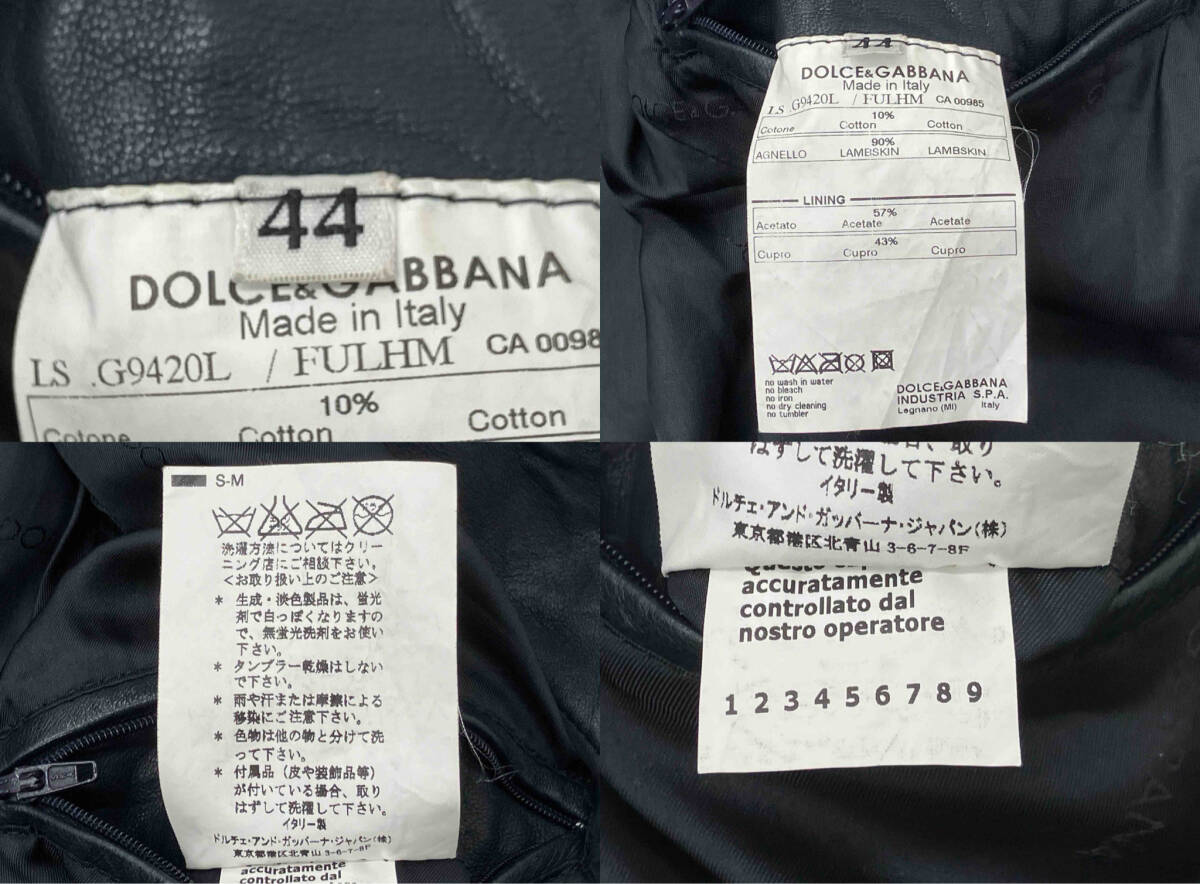 44
DOLCE&GABBANA
Made in Italy
LS .G9420L / FULHM CA 0098
10%
Cotone Cotton Cotton
44
DOLCE&GABBANA
Made in Italy
LS .G9420L / FULHM CA 00985
10%
Cotone Cotton Cotton
90%
AGNELLO LAMBSKIN LAMBSKIN
LINING
57%
Acetato Acetate Acetate
43%
Cupro Cupro Cupro
no wash in water
no bleach
no iron
no dry cleaning
no tumbler
DOLCE&GABBANA
INDUSTRIA S.P.A.
Legnano (MI) Italy
S-M
洗濯方法についてはクリー
ニング店にご相談下さい。
<お取り扱い上のご注意>
* 生成・淡色製品は、蛍光
剤で白っぽくなりますの
で、無蛍光洗剤をお使い
下さい。
* タンブラー乾燥はしない
で下さい。
* 雨や汗または摩擦による
移染にご注意下さい。
* 色物は他の物と分けて洗
って下さい。
* 付属品（皮や装飾品等）
が付いている場合、取り
はずして洗濯して下さい。
イタリー製
ドルチェ・アンド・ガッバーナ・ジャパン(株)
東京都港区北青山 3-6-7-8F
accuratamente
controllato dal
はずして洗濯して下さい。
イタリー製
ドルチェ・アンド・ガッバーナ・ジャパン(株)
東京都港区北青山 3-6-7-8F
Questo
accuratamente
controllato dal
nostro operatore
1 2 3 4 5 6 7 8 9